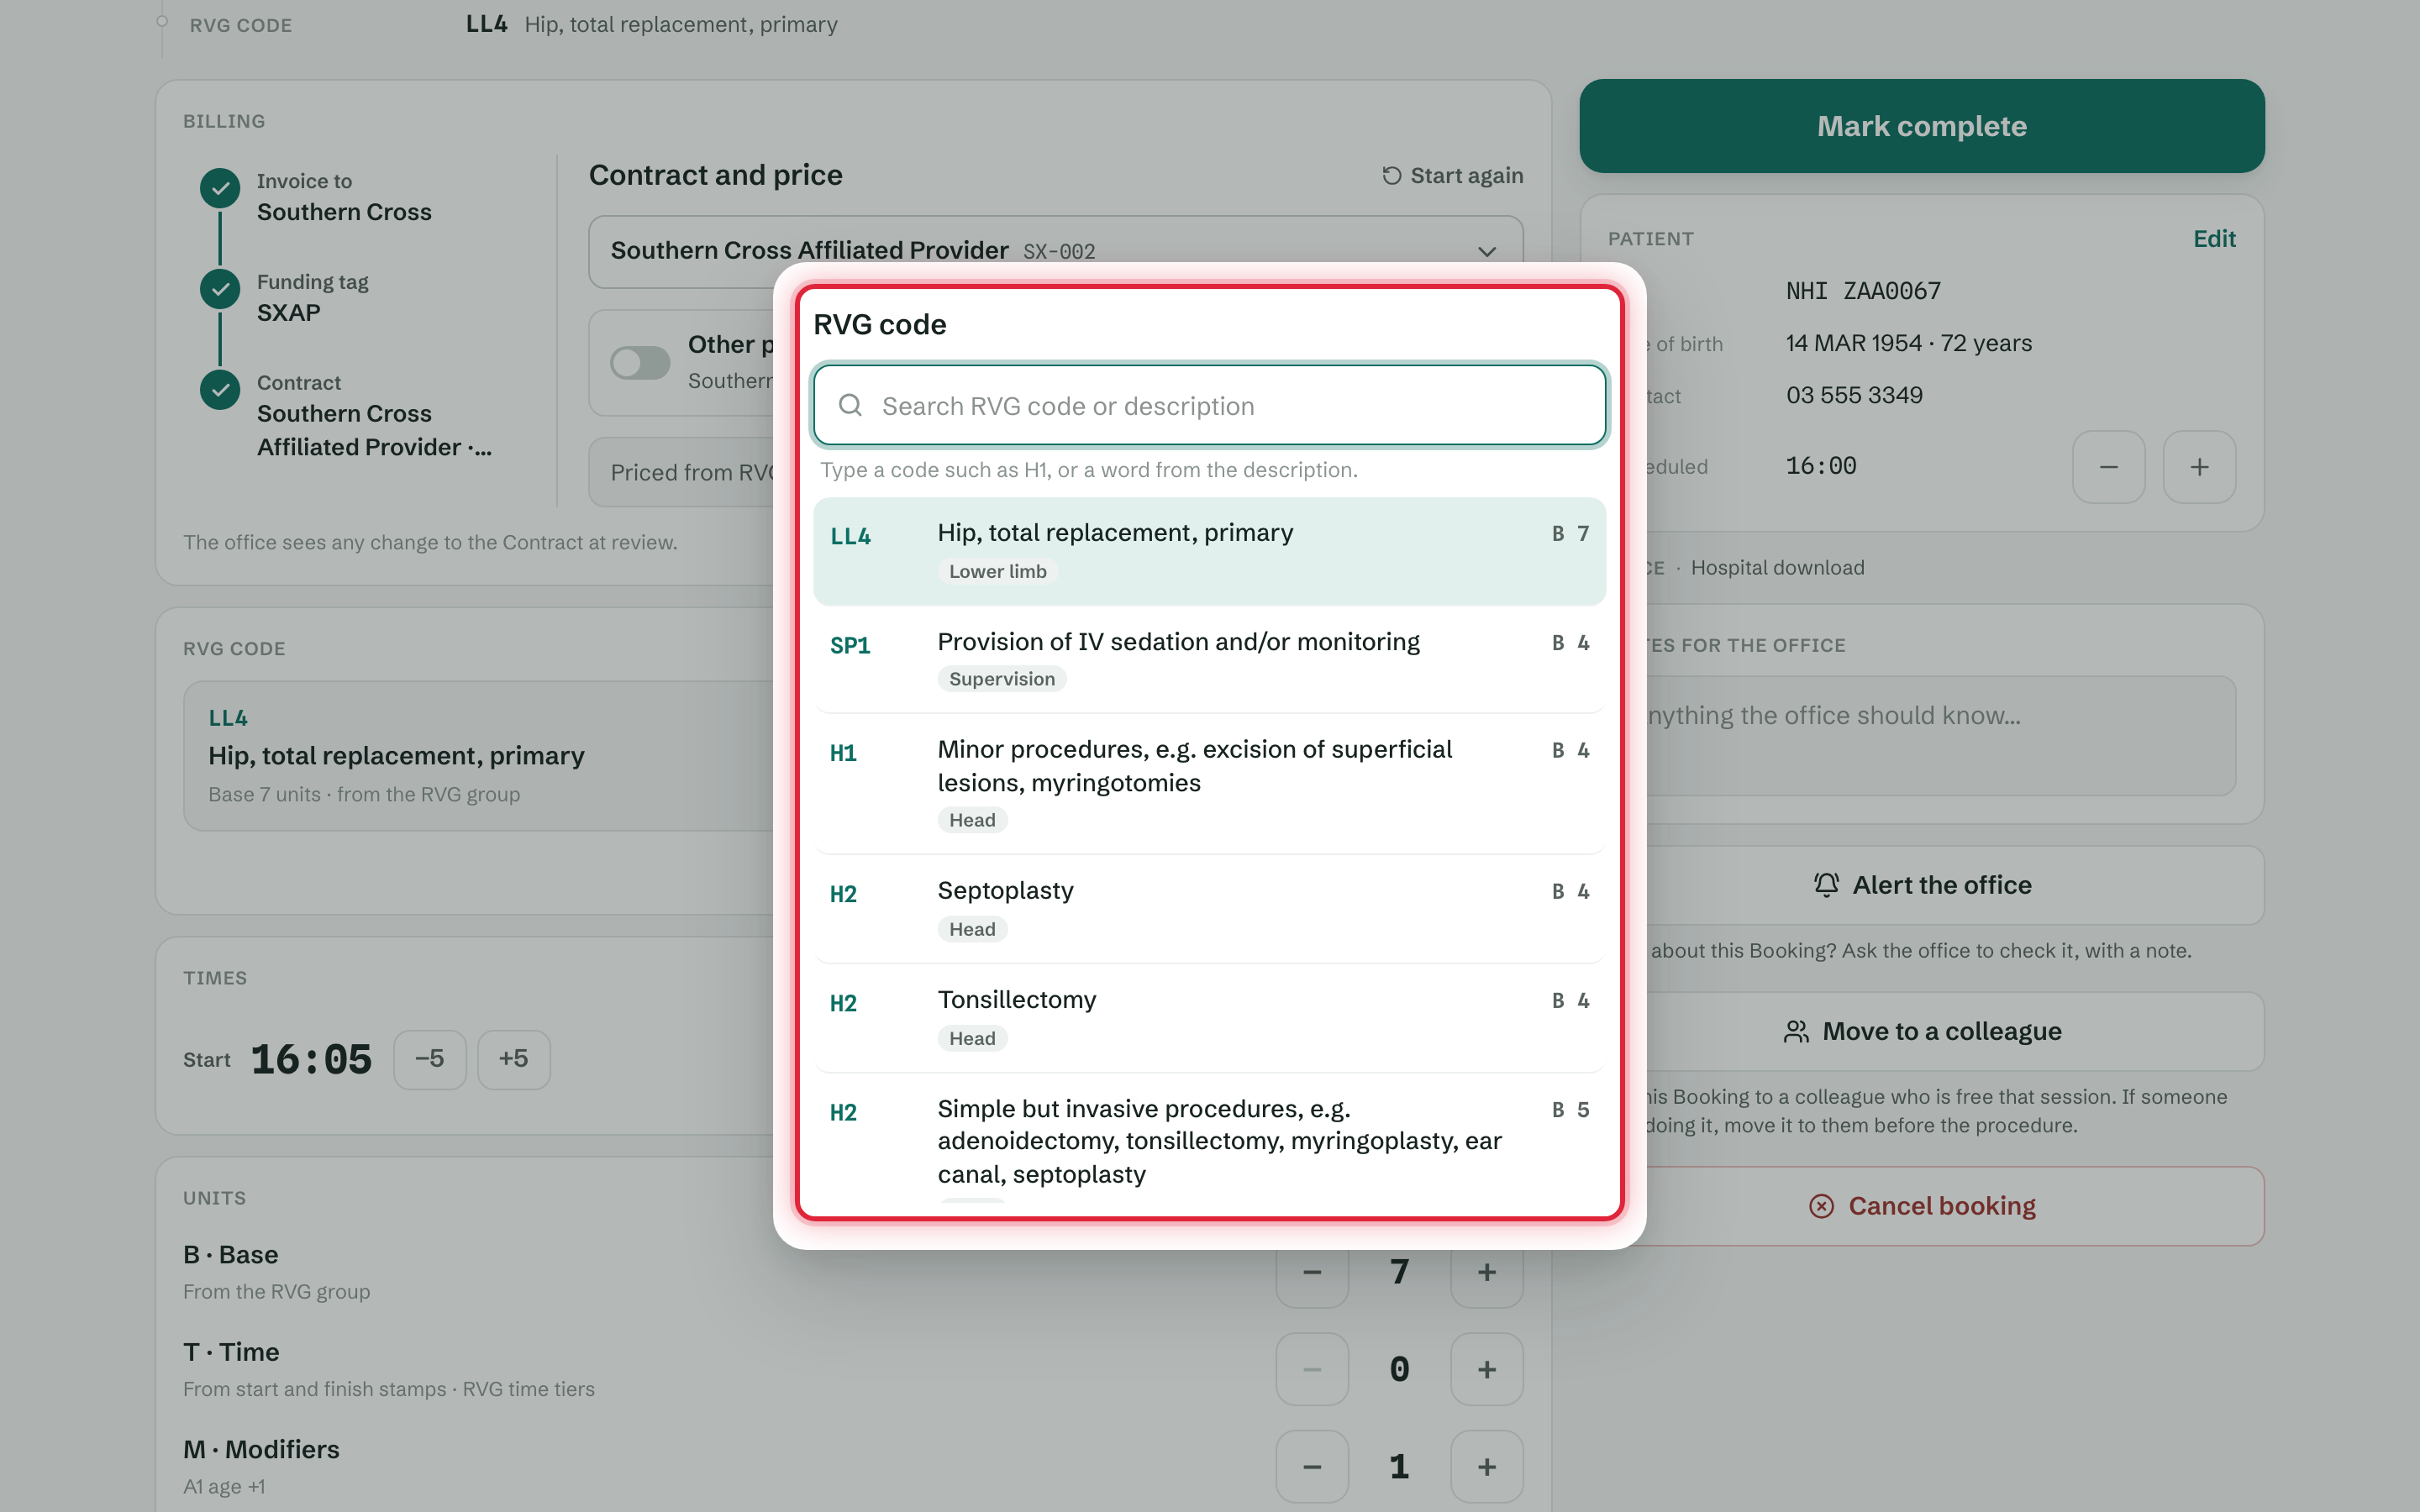 RVG CODE
LL4 Hip, total replacement, primary
BILLING
Invoice to
Southern Cross
Funding tag
SXAP
Contract
Southern Cross
Affiliated Provider ·...
The office sees any change to the Contract at review.
Contract and price
Start again
Southern Cross Affiliated Provider SX-002
Other
Southern
Priced from
RVG CODE
LL4
Hip, total replacement, primary
Base 7 units · from the RVG group
TIMES
Start 16:05 −5 +5
UNITS
B · Base
From the RVG group
− 7 +
T · Time
From start and finish stamps · RVG time tiers
− 0 +
M · Modifiers
A1 age +1
− 1 +
RVG code
Search RVG code or description
Type a code such as H1, or a word from the description.
LL4 Hip, total replacement, primary B 7
Lower limb
SP1 Provision of IV sedation and/or monitoring B 4
Supervision
H1 Minor procedures, e.g. excision of superficial B 4
lesions, myringotomies
Head
H2 Septoplasty B 4
Head
H2 Tonsillectomy B 4
Head
H2 Simple but invasive procedures, e.g. B 5
adenoidectomy, tonsillectomy, myringoplasty, ear
canal, septoplasty
Mark complete
PATIENT
Edit
NHI ZAA0067
of birth 14 MAR 1954 · 72 years
03 555 3349
16:00 − +
· Hospital download
FOR THE OFFICE
the office should know...
Alert the office
about this Booking? Ask the office to check it, with a note.
Move to a colleague
Booking to a colleague who is free that session. If someone
doing it, move it to them before the procedure.
Cancel booking